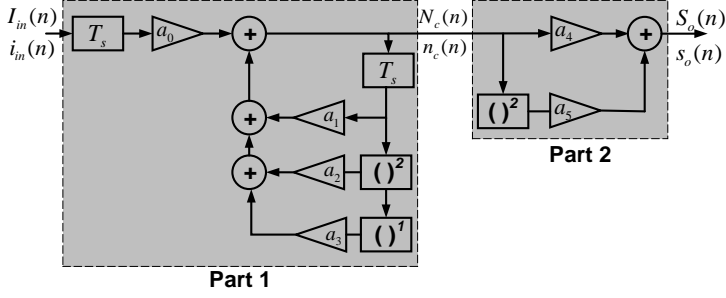 I_in(n)
i_in(n)
T_s
a_0
+
N_c(n)
n_c(n)
T_s
a_1
+
a_2
( )^2
+
a_3
( )^1
Part 1
a_4
+
S_o(n)
s_o(n)
( )^2
a_5
Part 2